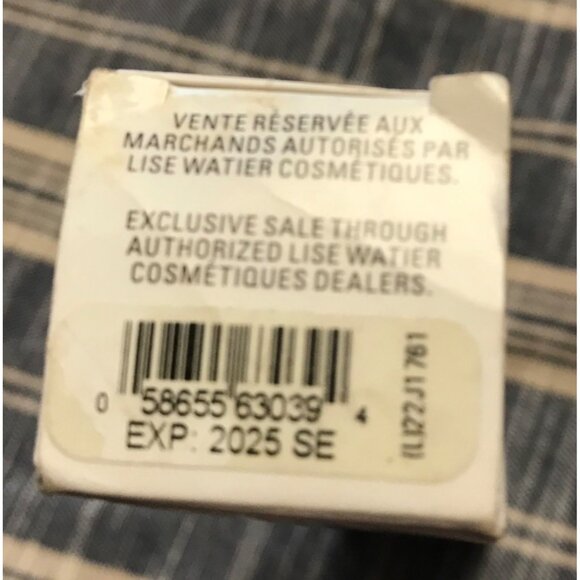 VENTE RÉSERVÉE AUX
MARCHANDS AUTORISÉS PAR
LISE WATIER COSMÉTIQUES.
EXCLUSIVE SALE THROUGH
AUTHORIZED LISE WATIER
COSMÉTIQUES DEALERS.
0 58655 63039 4
EXP: 2025 SE